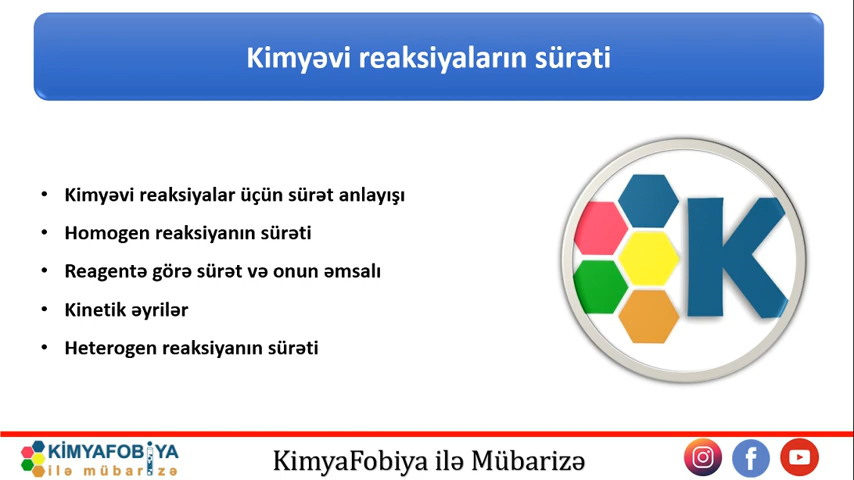 Kimyəvi reaksiyaların sürəti
• Kimyəvi reaksiyalar üçün sürət anlayışı
• Homogen reaksiyanın sürəti
• Reagentə görə sürət və onun əmsalı
• Kinetik əyrilər
• Heterogen reaksiyanın sürəti
K
KİMYAFOBİYA
ilə mübarizə
KimyaFobiya ilə Mübarizə